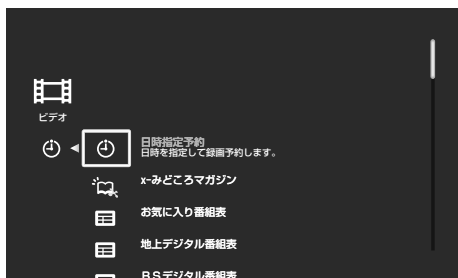 ビデオ
日時指定予約
日時を指定して録画予約します。
x-みどころマガジン
お気に入り番組表
地上デジタル番組表
BSデジタル番組表